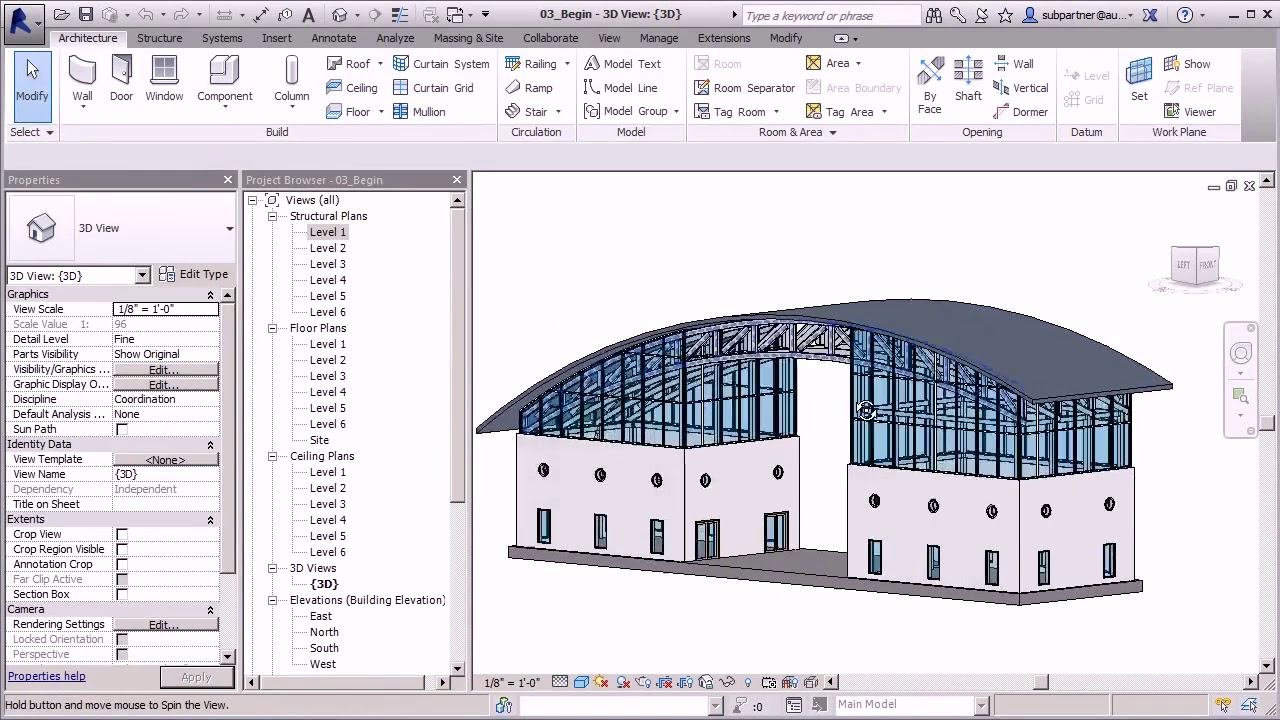 03_Begin - 3D View: {3D}
Type a keyword or phrase
subpartner@au...
Architecture Structure Systems Insert Annotate Analyze Massing & Site Collaborate View Manage Extensions Modify
Modify
Wall
Door
Window
Component
Column
Roof
Ceiling
Floor
Curtain System
Curtain Grid
Mullion
Railing
Ramp
Stair
Model Text
Model Line
Model Group
Room
Room Separator
Tag Room
Area
Area Boundary
Tag Area
By Face
Shaft
Wall
Vertical
Dormer
Level
Grid
Set
Show
Ref Plane
Viewer
Select Build Circulation Model Room & Area Opening Datum Work Plane
Properties
3D View
3D View: {3D} Edit Type
Graphics
View Scale 1/8" = 1'-0"
Scale Value 1: 96
Detail Level Fine
Parts Visibility Show Original
Visibility/Graphics ... Edit...
Graphic Display O... Edit...
Discipline Coordination
Default Analysis ... None
Sun Path
Identity Data
View Template <None>
View Name {3D}
Dependency Independent
Title on Sheet
Extents
Crop View
Crop Region Visible
Annotation Crop
Far Clip Active
Section Box
Camera
Rendering Settings Edit...
Locked Orientation
Perspective
Properties help Apply
Project Browser - 03_Begin
Views (all)
Structural Plans
Level 1
Level 2
Level 3
Level 4
Level 5
Level 6
Floor Plans
Level 1
Level 2
Level 3
Level 4
Level 5
Level 6
Site
Ceiling Plans
Level 1
Level 2
Level 3
Level 4
Level 5
Level 6
3D Views
{3D}
Elevations (Building Elevation)
East
North
South
West
LEFT FRONT
1/8" = 1'-0"
Hold button and move mouse to Spin the View.
:0
Main Model